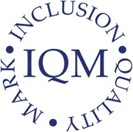 INCLUSION • QUALITY • MARK •
IQM